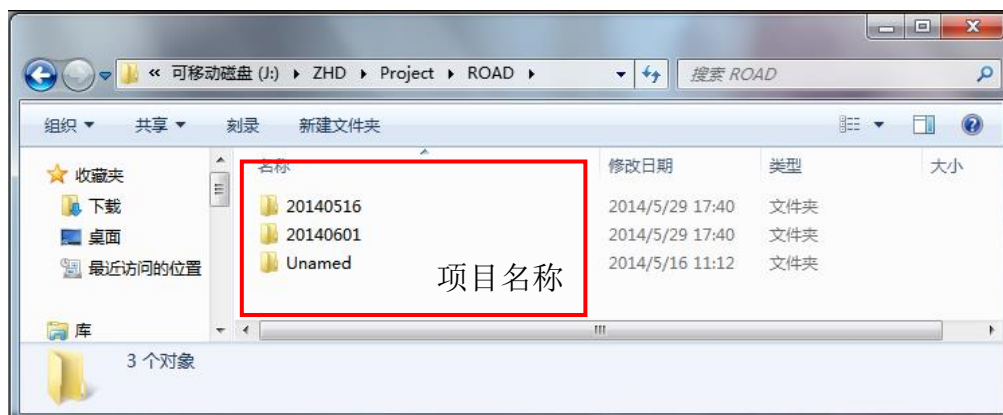 « 可移动磁盘 (J:) ▸ ZHD ▸ Project ▸ ROAD ▸ 搜索 ROAD
组织 ▾ 共享 ▾ 刻录 新建文件夹
收藏夹
下载
桌面
最近访问的位置
库
名称 修改日期 类型 大小
20140516 2014/5/29 17:40 文件夹
20140601 2014/5/29 17:40 文件夹
Unamed 2014/5/16 11:12 文件夹
项目名称
3 个对象